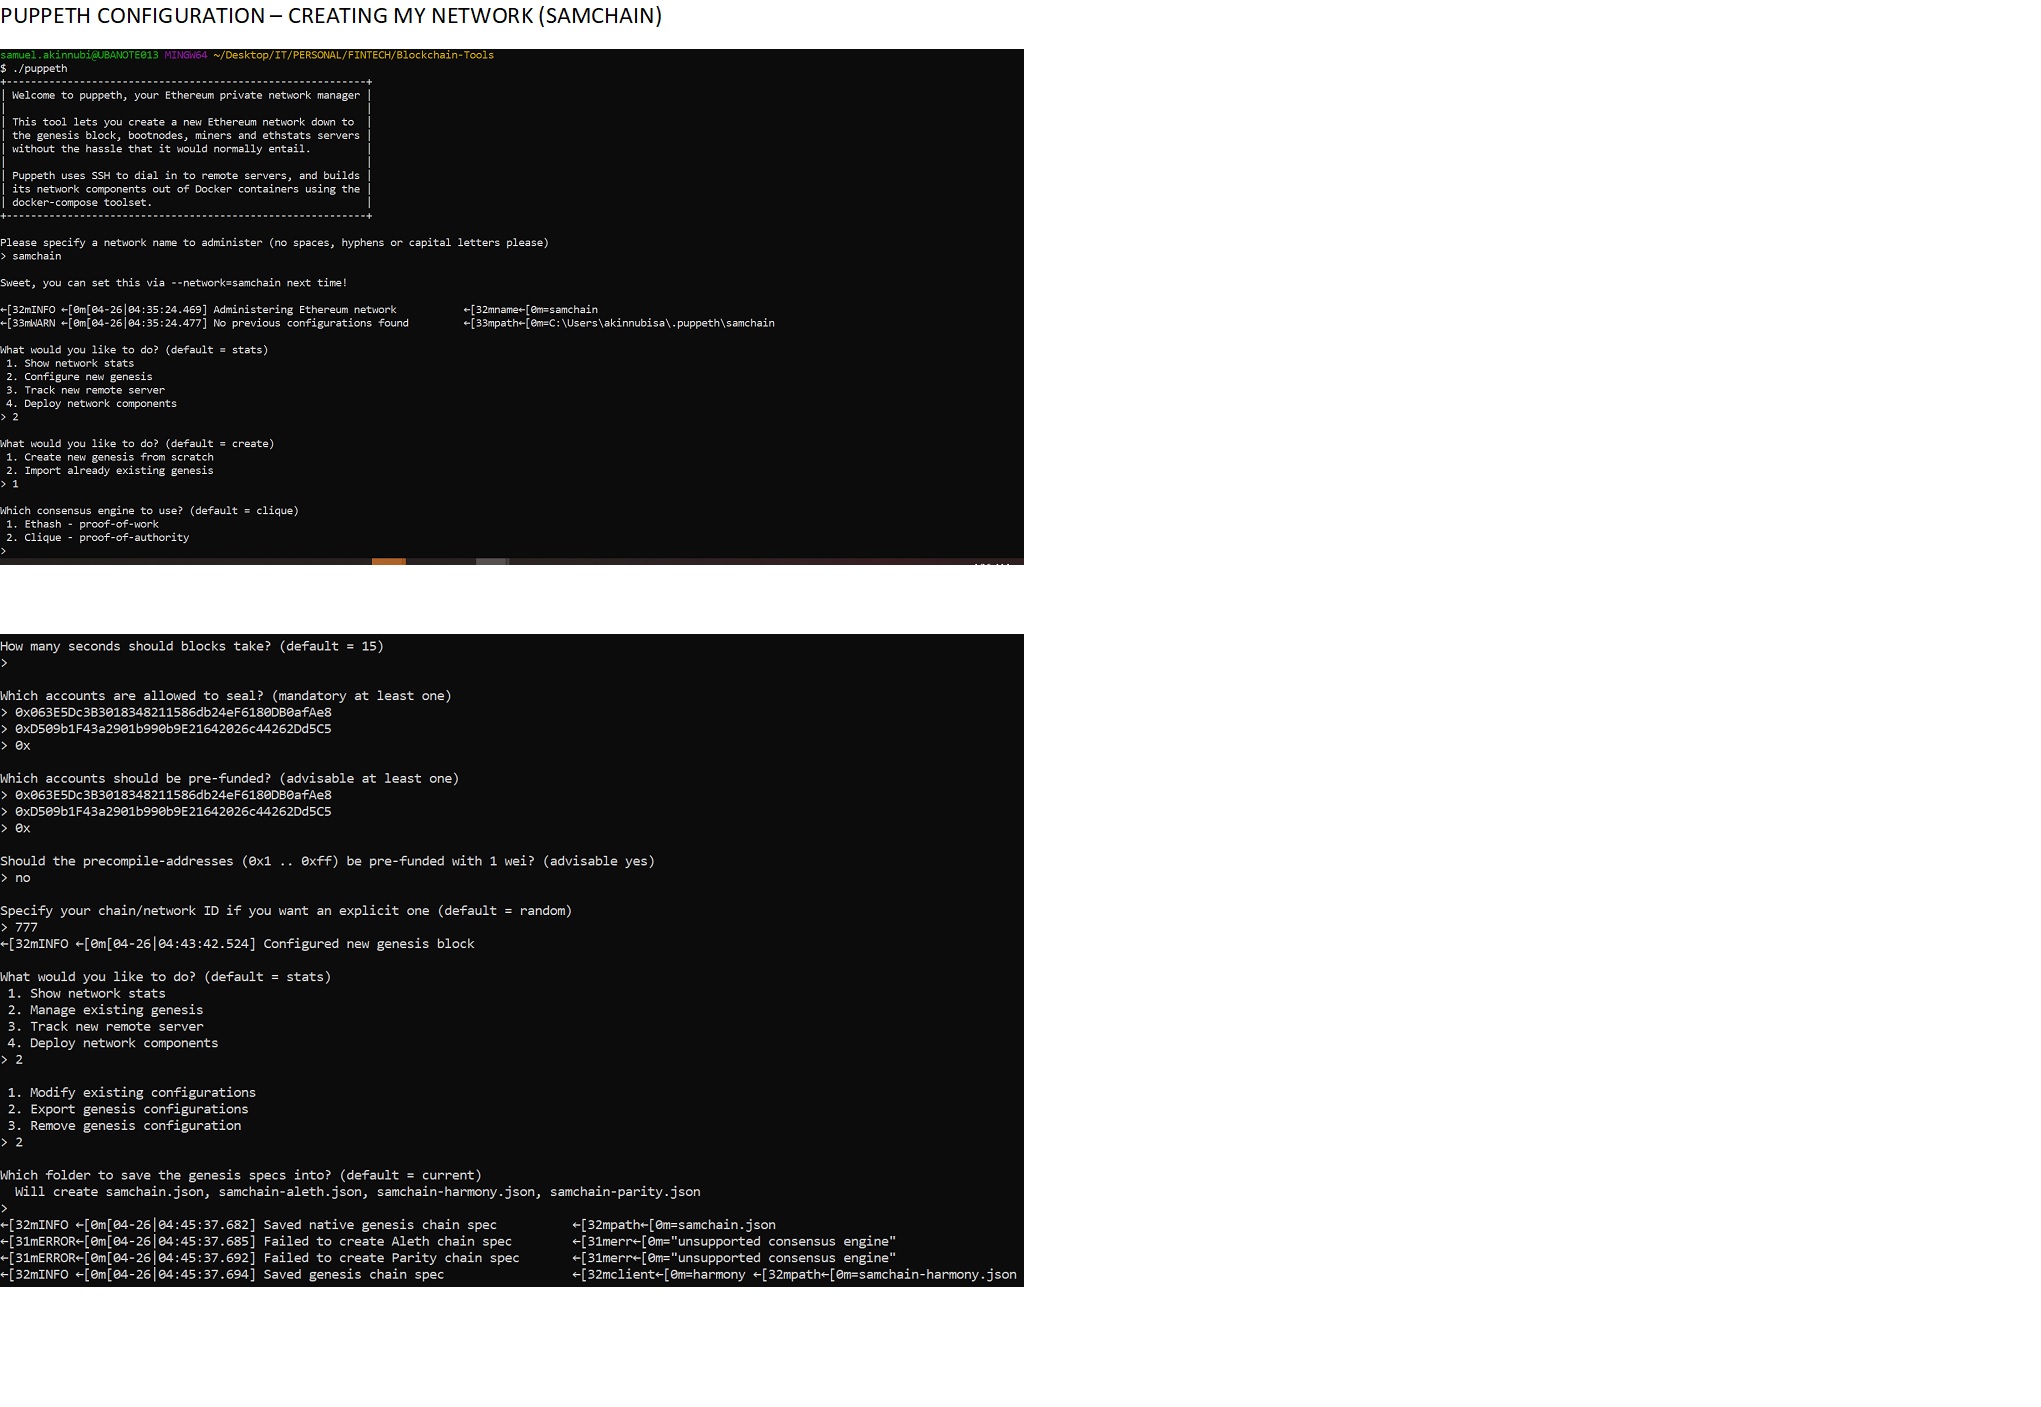 PUPPETH CONFIGURATION – CREATING MY NETWORK (SAMCHAIN)
samuel.akinnubi@UBANOTE013 MINGW64 ~/Desktop/IT/PERSONAL/FINTECH/Blockchain-Tools
$ ./puppeth
+-----------------------------------------------------------+
| Welcome to puppeth, your Ethereum private network manager |
| |
| This tool lets you create a new Ethereum network down to |
| the genesis block, bootnodes, miners and ethstats servers |
| without the hassle that it would normally entail. |
| |
| Puppeth uses SSH to dial in to remote servers, and builds |
| its network components out of Docker containers using the |
| docker-compose toolset. |
+-----------------------------------------------------------+
Please specify a network name to administer (no spaces, hyphens or capital letters please)
> samchain
Sweet, you can set this via --network=samchain next time!
←[32mINFO ←[0m[04-26|04:35:24.469] Administering Ethereum network ←[32mname←[0m=samchain
←[33mWARN ←[0m[04-26|04:35:24.477] No previous configurations found ←[33mpath←[0m=C:\Users\akinnubisa\.puppeth\samchain
What would you like to do? (default = stats)
1. Show network stats
2. Configure new genesis
3. Track new remote server
4. Deploy network components
> 2
What would you like to do? (default = create)
1. Create new genesis from scratch
2. Import already existing genesis
> 1
Which consensus engine to use? (default = clique)
1. Ethash - proof-of-work
2. Clique - proof-of-authority
>
How many seconds should blocks take? (default = 15)
>
Which accounts are allowed to seal? (mandatory at least one)
> 0x063E5Dc3B3018348211586db24eF6180DB0afAe8
> 0xD509b1F43a2901b990b9E21642026c44262Dd5C5
> 0x
Which accounts should be pre-funded? (advisable at least one)
> 0x063E5Dc3B3018348211586db24eF6180DB0afAe8
> 0xD509b1F43a2901b990b9E21642026c44262Dd5C5
> 0x
Should the precompile-addresses (0x1 .. 0xff) be pre-funded with 1 wei? (advisable yes)
> no
Specify your chain/network ID if you want an explicit one (default = random)
> 777
←[32mINFO ←[0m[04-26|04:43:42.524] Configured new genesis block
What would you like to do? (default = stats)
1. Show network stats
2. Manage existing genesis
3. Track new remote server
4. Deploy network components
> 2
1. Modify existing configurations
2. Export genesis configurations
3. Remove genesis configuration
> 2
Which folder to save the genesis specs into? (default = current)
Will create samchain.json, samchain-aleth.json, samchain-harmony.json, samchain-parity.json
>
←[32mINFO ←[0m[04-26|04:45:37.682] Saved native genesis chain spec ←[32mpath←[0m=samchain.json
←[31mERROR←[0m[04-26|04:45:37.685] Failed to create Aleth chain spec ←[31merr←[0m="unsupported consensus engine"
←[31mERROR←[0m[04-26|04:45:37.692] Failed to create Parity chain spec ←[31merr←[0m="unsupported consensus engine"
←[32mINFO ←[0m[04-26|04:45:37.694] Saved genesis chain spec ←[32mclient←[0m=harmony ←[32mpath←[0m=samchain-harmony.json